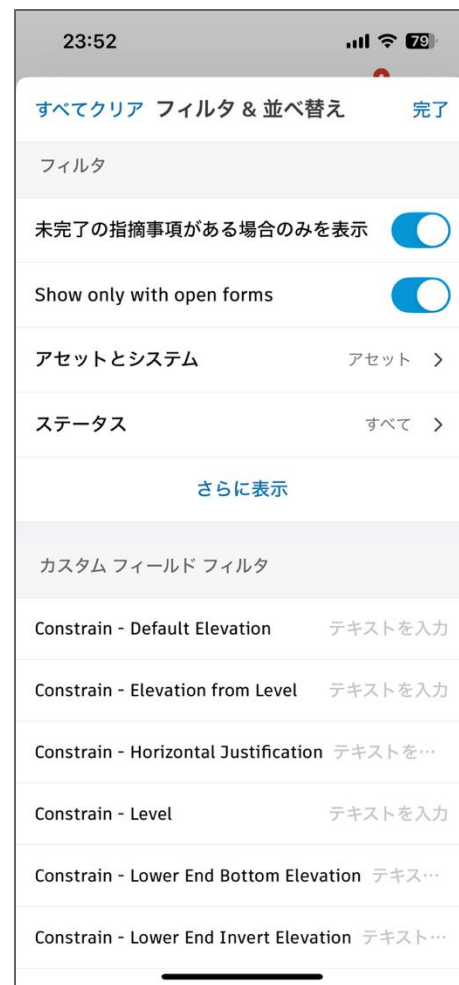 23:52
79
すべてクリア フィルタ & 並べ替え 完了
フィルタ
未完了の指摘事項がある場合のみを表示
Show only with open forms
アセットとシステム アセット
ステータス すべて
さらに表示
カスタム フィールド フィルタ
Constrain - Default Elevation テキストを入力
Constrain - Elevation from Level テキストを入力
Constrain - Horizontal Justification テキストを…
Constrain - Level テキストを入力
Constrain - Lower End Bottom Elevation テキス…
Constrain - Lower End Invert Elevation テキスト…